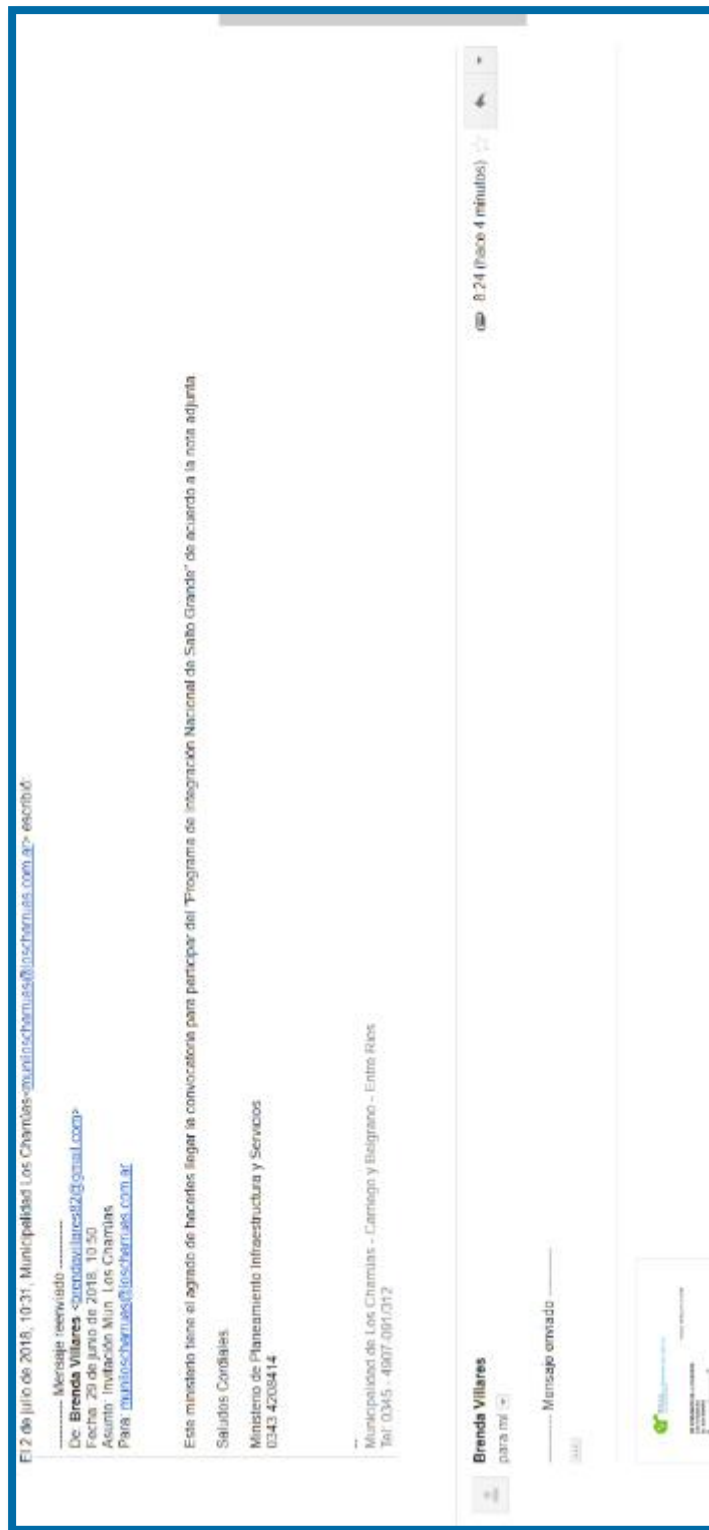 El 2 de julio de 2018, 10:31, Municipalidad Los Charrúas<muniloscharruas@loscharruas.com.ar> escribió:
---------- Mensaje reenviado ----------
De: Brenda Villares <brendavillares82@gmail.com>
Fecha: 29 de junio de 2018, 10:50
Asunto: Invitación Mun. Los Charrúas
Para: muniloscharruas@loscharruas.com.ar
Este ministerio tiene el agrado de hacerles llegar la convocatoria para participar del "Programa de Integración Nacional de Salto Grande" de acuerdo a la nota adjunta.
Saludos Cordiales.
Ministerio de Planeamiento Infraestructura y Servicios
0343 4208414
--
Municipalidad de Los Charrúas - Carriego y Belgrano - Entre Ríos
Tel: 0345 - 4907-091/312
Brenda Villares
8:24 (hace 4 minutos)
para mí
---------- Mensaje enviado ----------
er